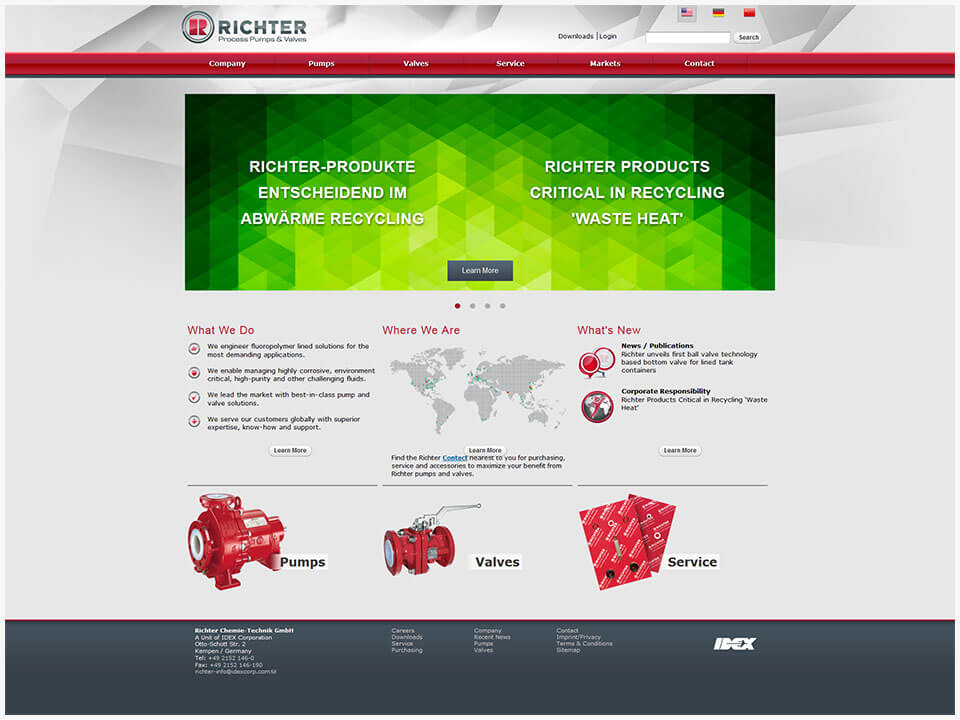 RICHTER
Process Pumps & Valves
Downloads | Login
Search
Company Pumps Valves Service Markets Contact
RICHTER-PRODUKTE
ENTSCHEIDEND IM
ABWÄRME RECYCLING
RICHTER PRODUCTS
CRITICAL IN RECYCLING
'WASTE HEAT'
Learn More
What We Do
We engineer fluoropolymer lined solutions for the
most demanding applications.
We enable managing highly corrosive, environment
critical, high-purity and other challenging fluids.
We lead the market with best-in-class pump and
valve solutions.
We serve our customers globally with superior
expertise, know-how and support.
Learn More
Where We Are
Learn More
Find the Richter Contact nearest to you for purchasing,
service and accessories to maximize your benefit from
Richter pumps and valves.
What's New
News / Publications
Richter unveils first ball valve technology
based bottom valve for lined tank
containers
Corporate Responsibility
Richter Products Critical in Recycling 'Waste
Heat'
Learn More
Pumps
Valves
Service
Richter Chemie-Technik GmbH
A Unit of IDEX Corporation
Otto-Schott Str. 2
Kempen / Germany
Tel: +49 2152 146-0
Fax: +49 2152 146-190
richter-info@idexcorp.com
Careers
Downloads
Service
Purchasing
Company
Recent News
Pumps
Valves
Contact
Imprint/Privacy
Terms & Conditions
Sitemap
IDEX